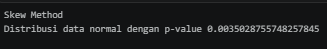 Skew Method
Distribusi data normal dengan p-value 0.0035028755748257845